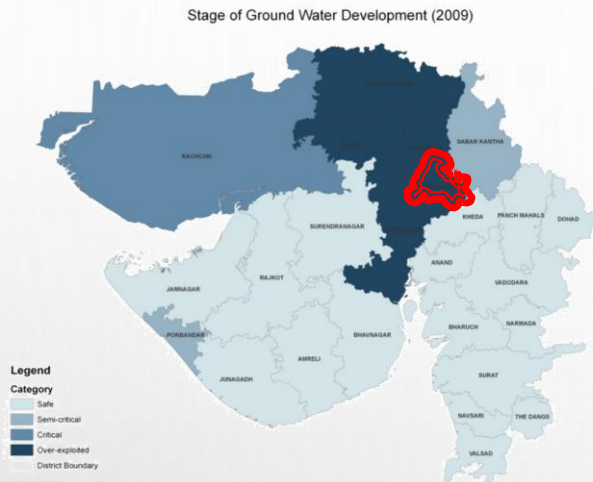 Stage of Ground Water Development (2009)
KACHCHH
SABAR KANTHA
SURENDRANAGAR
KHEDA
PANCH MAHALS
DOHAD
ANAND
RAJKOT
JAMNAGAR
VADODARA
PORBANDAR
BHAVNAGAR
BHARUCH
NARMADA
AMRELI
JUNAGADH
SURAT
NAVSARI
THE DANGS
VALSAD
Legend
Category
Safe
Semi-critical
Critical
Over-exploited
District Boundary